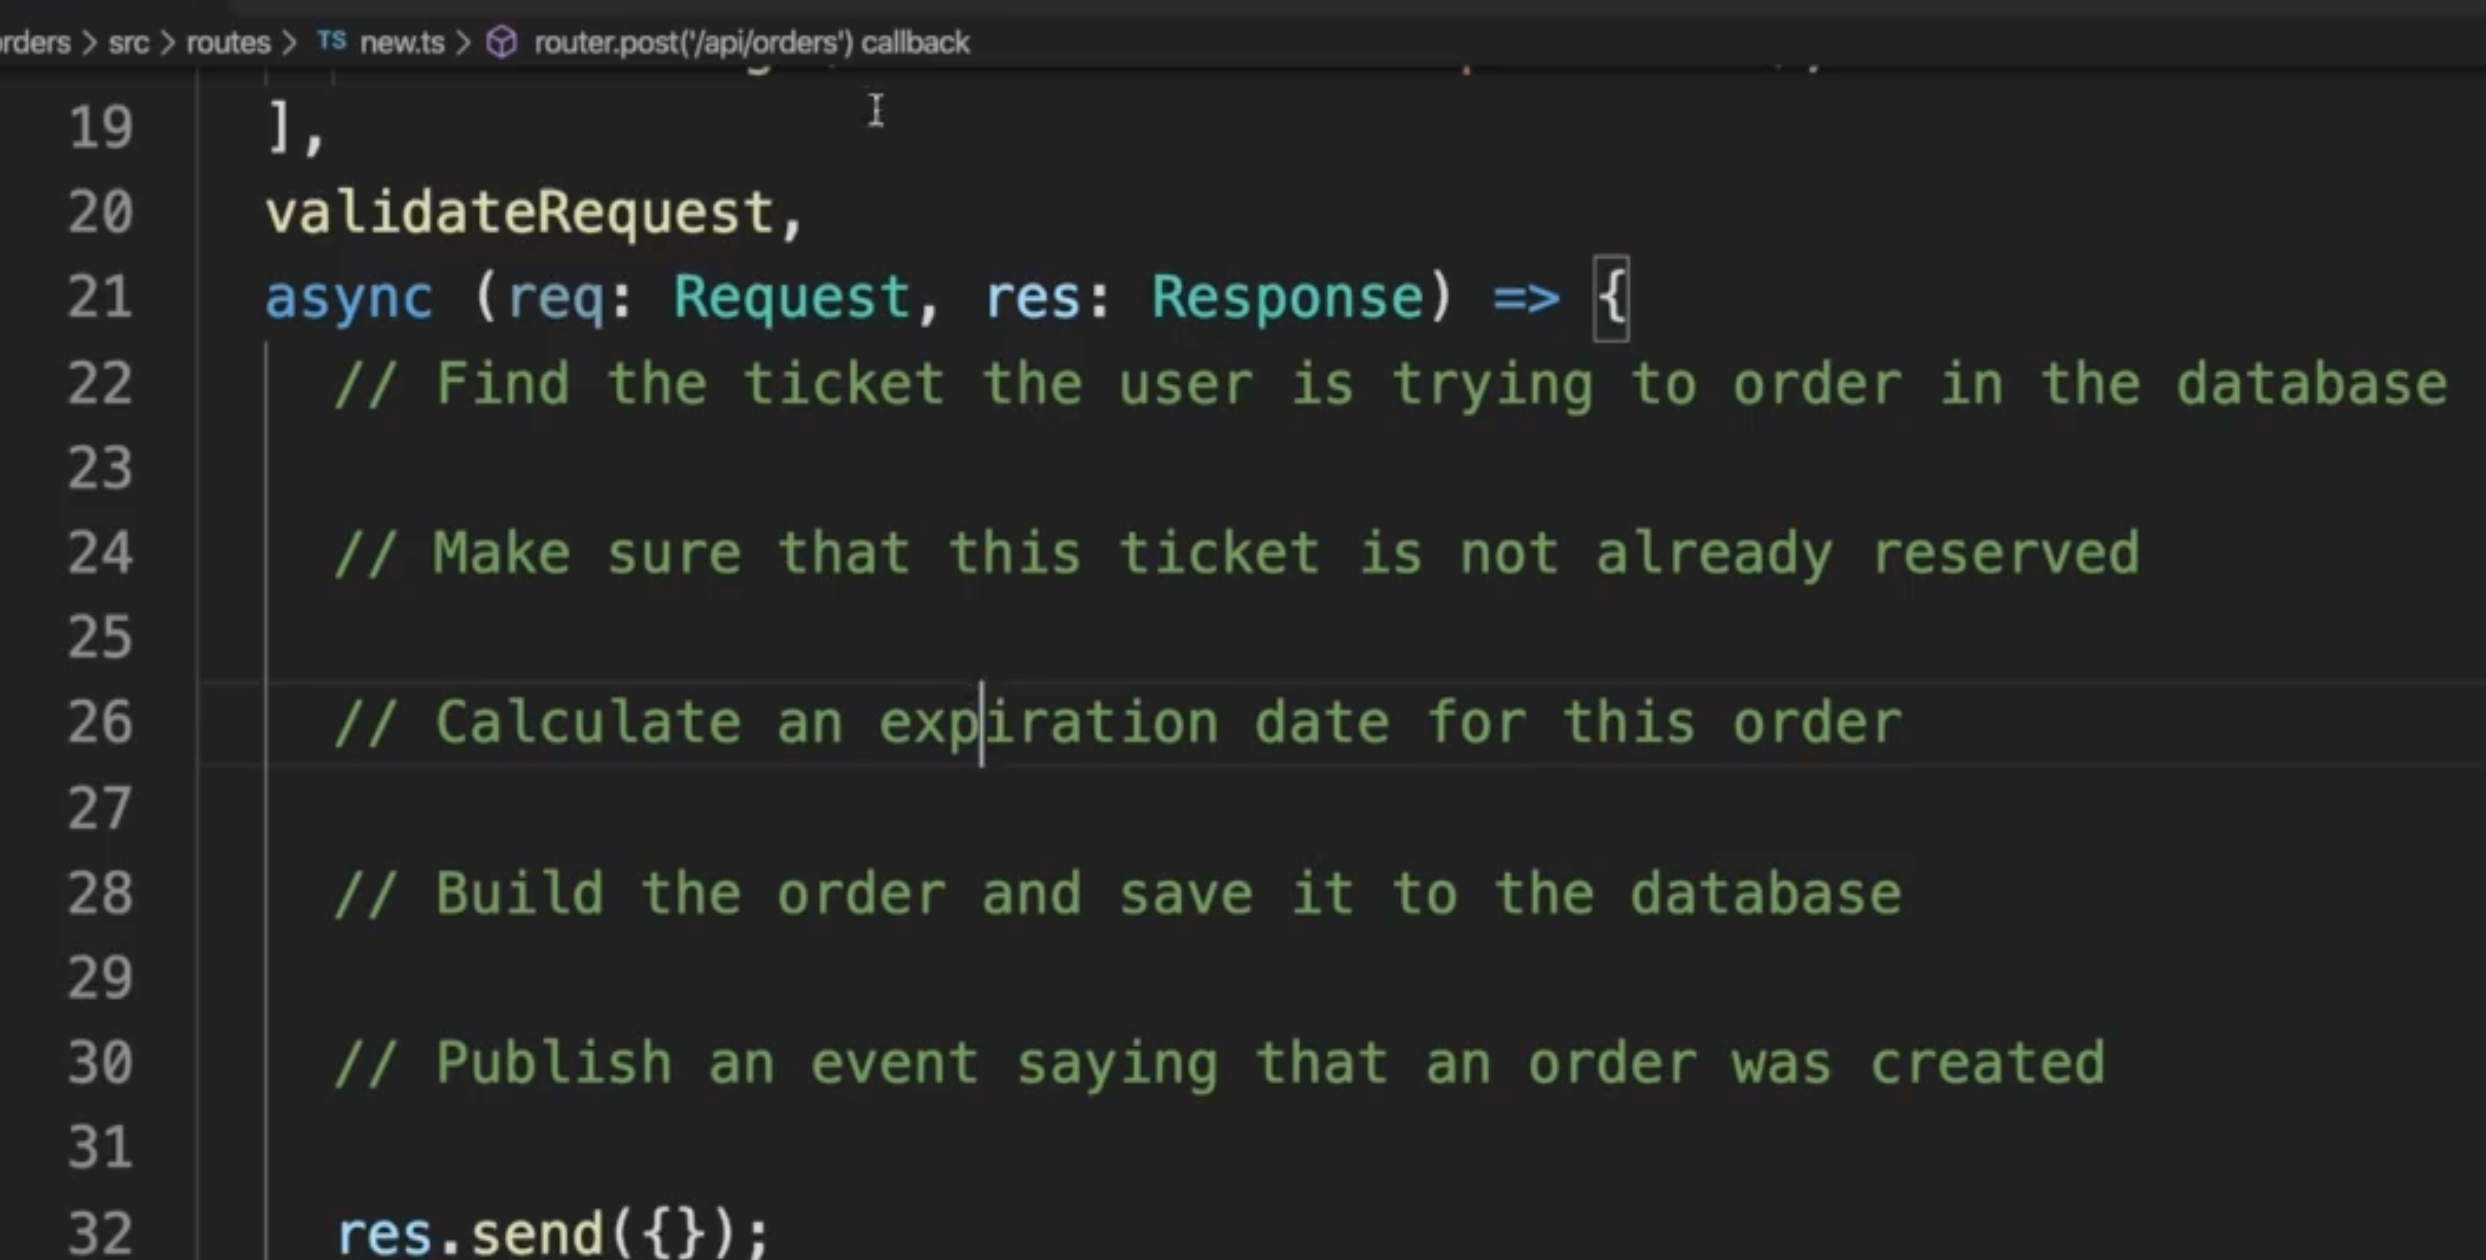 orders > src > routes > TS new.ts > router.post('/api/orders') callback
19 ],
20 validateRequest,
21 async (req: Request, res: Response) => {
22 // Find the ticket the user is trying to order in the database
23
24 // Make sure that this ticket is not already reserved
25
26 // Calculate an expiration date for this order
27
28 // Build the order and save it to the database
29
30 // Publish an event saying that an order was created
31
32 res.send({});